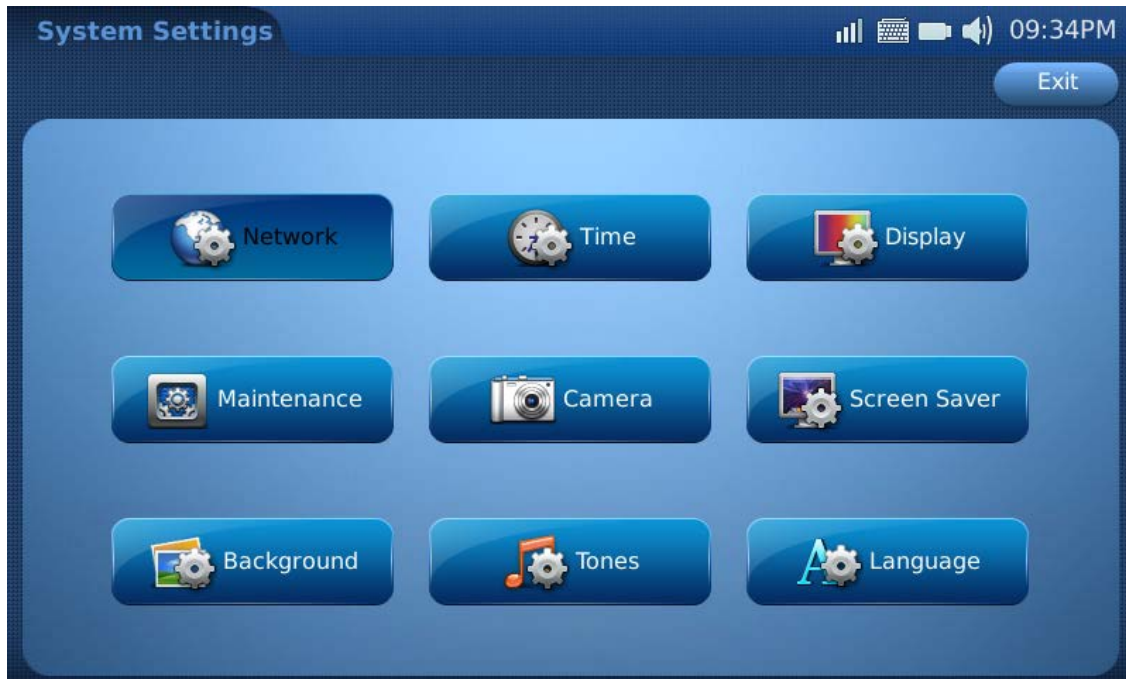 System Settings 09:34PM
Exit
Network Time Display
Maintenance Camera Screen Saver
Background Tones Language